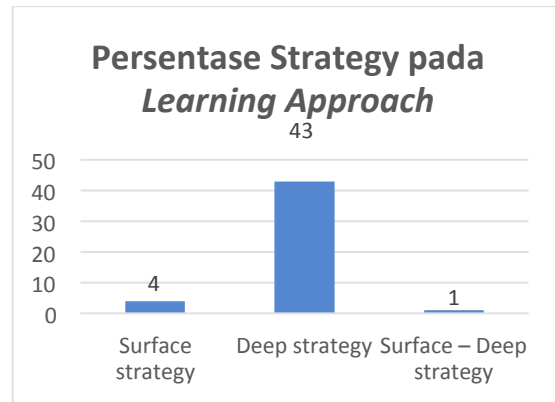 Persentase Strategy pada
Learning Approach
43
50
40
30
20
10
0
4
1
Surface
strategy
Deep strategy
Surface – Deep
strategy